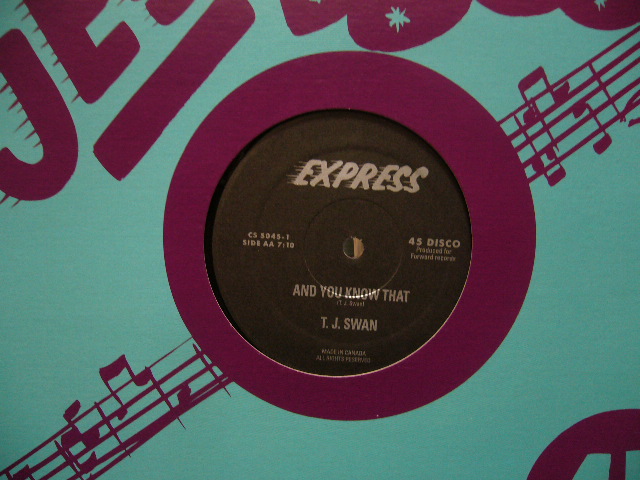 EXPRESS
CS 5045-1
SIDE AA 7:10
45 DISCO
Produced for
Forward records
AND YOU KNOW THAT
(T. J. Swan)
T. J. SWAN
MADE IN CANADA
ALL RIGHTS RESERVED